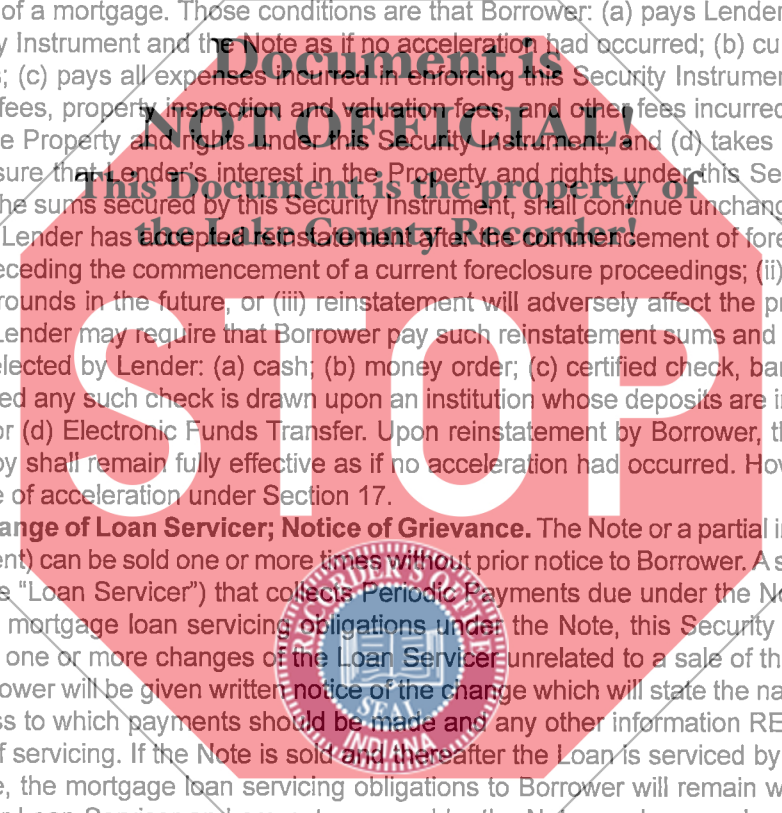 of a mortgage. Those conditions are that Borrower: (a) pays Lender
Instrument and the Note as if no acceleration had occurred; (b) cu
Document is
; (c) pays all expenses incurred in enforcing this Security Instrumen
fees, property inspection and valuation fees, and other fees incurred
NOT OFFICIAL!
e Property and rights under this Security Instrument; and (d) takes
sure that Lender's interest in the Property and rights under this Se
This Document is the property of
he sums secured by this Security Instrument, shall continue unchang
the Lake County Recorder!
Lender has accepted reinstatement after the commencement of fore
eceding the commencement of a current foreclosure proceedings; (ii)
rounds in the future, or (iii) reinstatement will adversely affect the p
STOP
Lender may require that Borrower pay such reinstatement sums and
elected by Lender: (a) cash; (b) money order; (c) certified check, ban
ed any such check is drawn upon an institution whose deposits are i
or (d) Electronic Funds Transfer. Upon reinstatement by Borrower, th
by shall remain fully effective as if no acceleration had occurred. How
e of acceleration under Section 17.
ange of Loan Servicer; Notice of Grievance. The Note or a partial i
ent) can be sold one or more times without prior notice to Borrower. A s
e "Loan Servicer") that collects Periodic Payments due under the No
mortgage loan servicing obligations under the Note, this Security
one or more changes of the Loan Servicer unrelated to a sale of th
ower will be given written notice of the change which will state the na
ss to which payments should be made and any other information RE
f servicing. If the Note is sold and thereafter the Loan is serviced by
e, the mortgage loan servicing obligations to Borrower will remain w
RECORDER'S OFFICE
SEAL
INDIANA